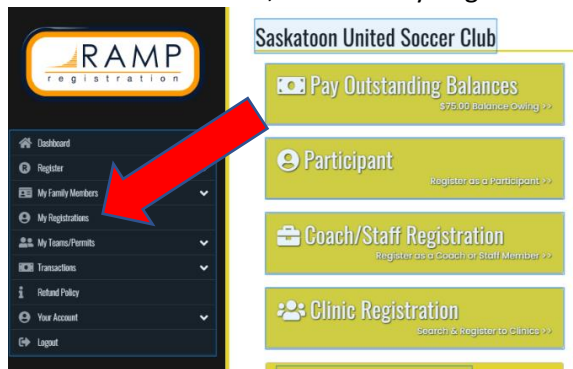 RAMP
registration
Dashboard
Register
My Family Members
My Registrations
My Teams/Permits
Transactions
Refund Policy
Your Account
Logout
Saskatoon United Soccer Club
Pay Outstanding Balances
$75.00 Balance Owing >>
Participant
Register as a Participant >>
Coach/Staff Registration
Register as a Coach or Staff Member >>
Clinic Registration
Search & Register to Clinics >>